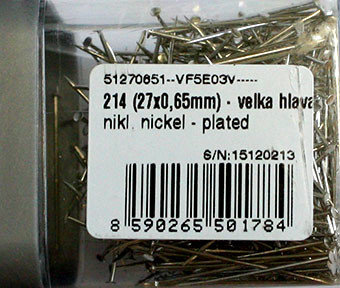 51270651--VF5E03V-----
214 (27x0,65mm) - velka hlava
nikl. nickel - plated
S/N:15120213
8 590265 501784